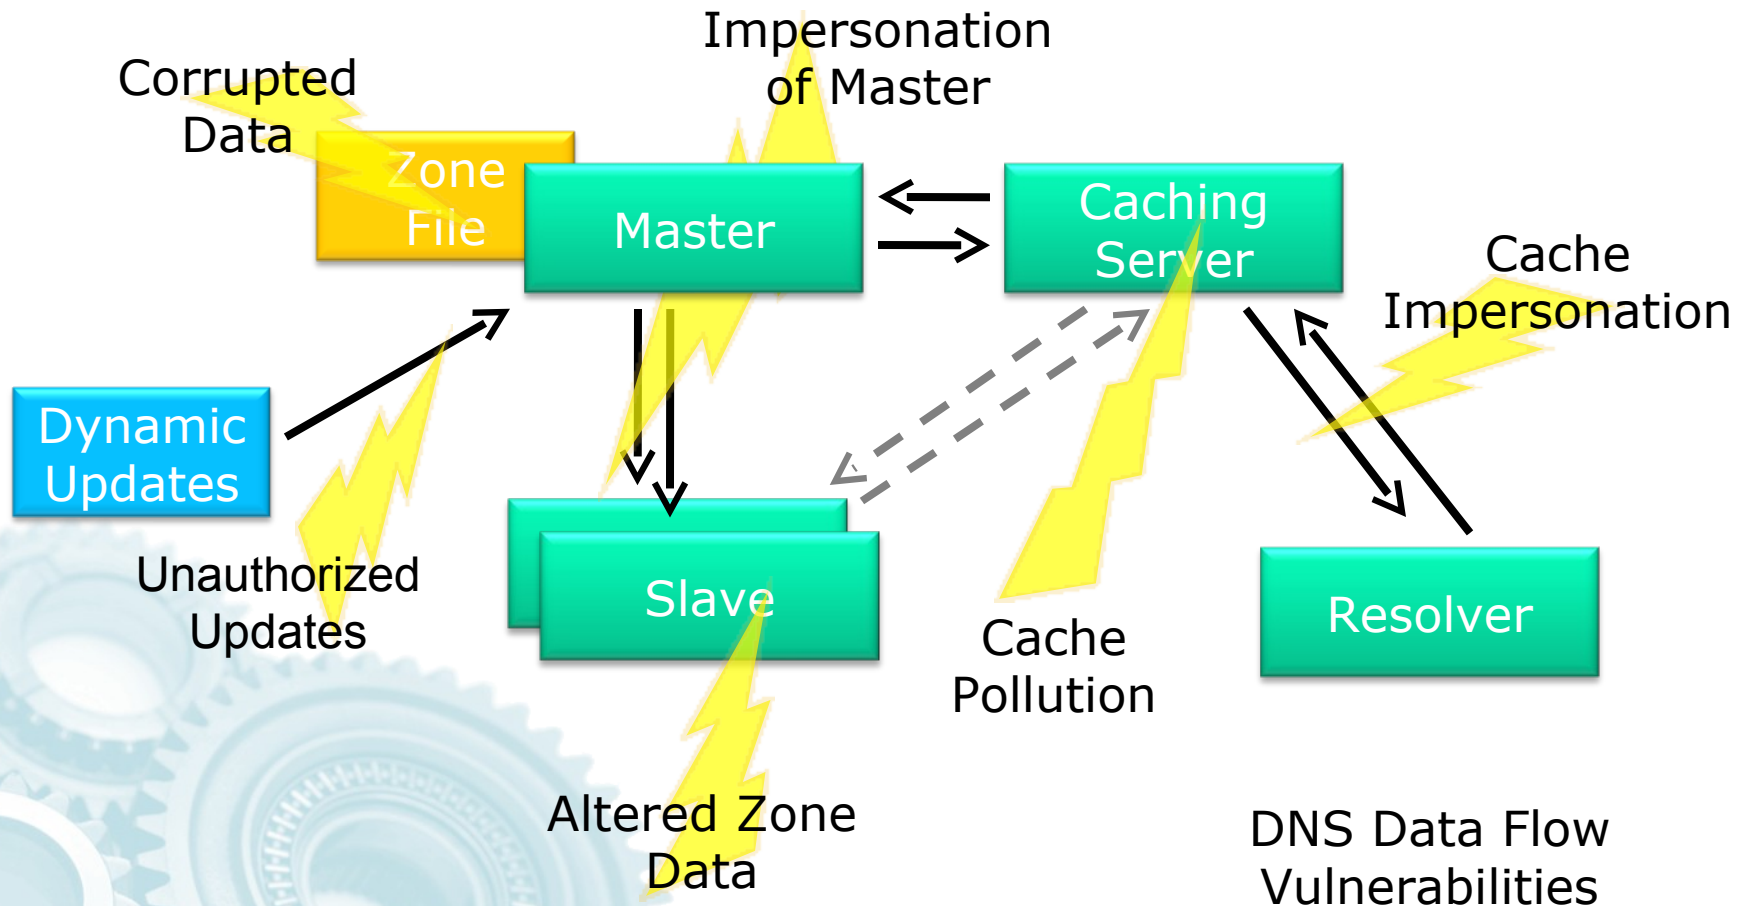 Impersonation
of Master
Corrupted
Data
Zone
File
Master
Caching
Server
Cache
Impersonation
Dynamic
Updates
Unauthorized
Updates
Slave
Cache
Pollution
Resolver
Altered Zone
Data
DNS Data Flow
Vulnerabilities